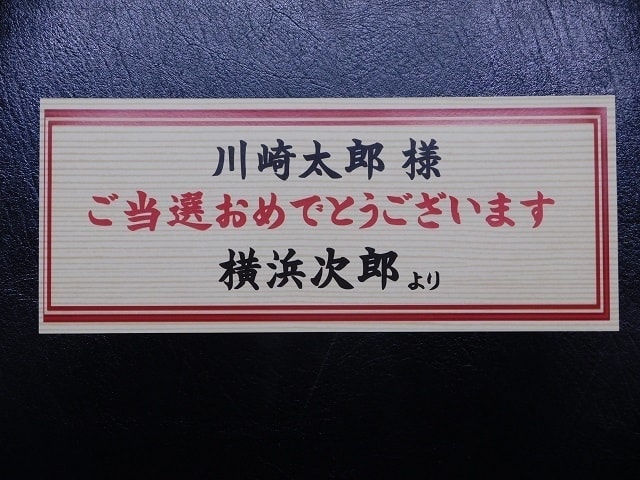 川崎太郎 様
ご当選おめでとうございます
横浜次郎 より